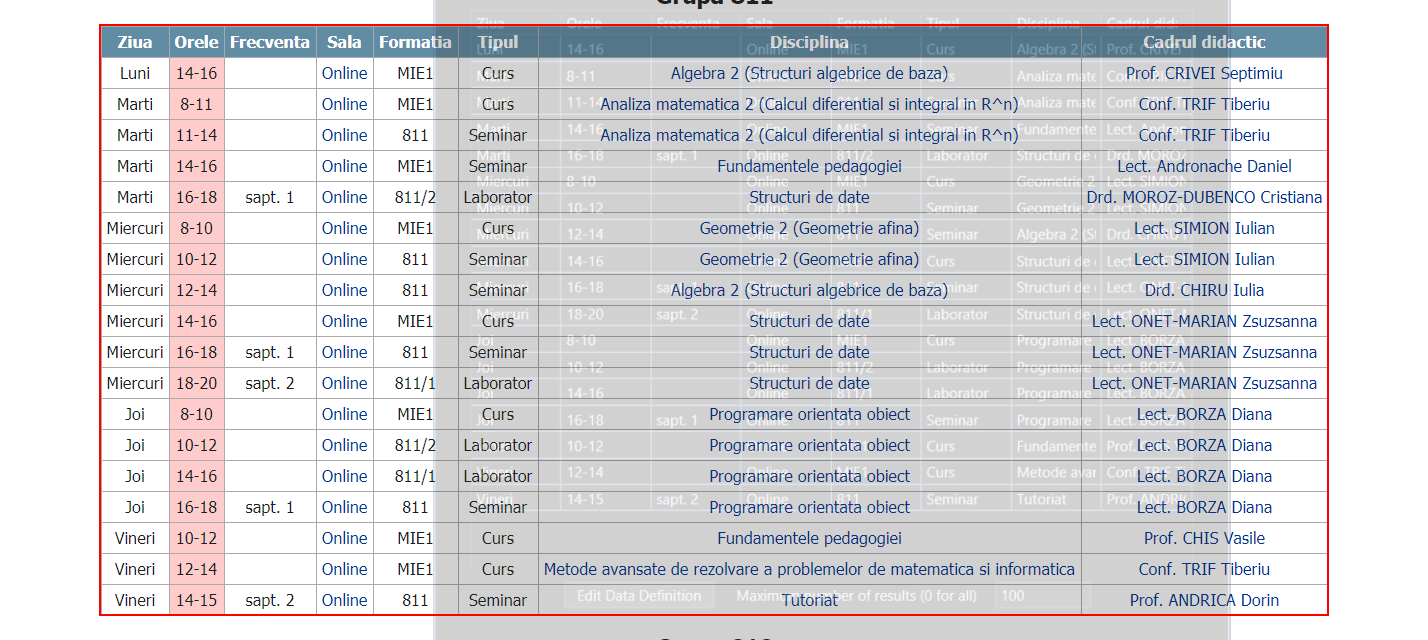 Grupa 811
Ziua Orele Frecventa Sala Formatia Tipul Disciplina Cadrul didactic
Luni 14-16 Online MIE1 Curs Algebra 2 (Structuri algebrice de baza) Prof. CRIVEI Septimiu
Marti 8-11 Online MIE1 Curs Analiza matematica 2 (Calcul diferential si integral in R^n) Conf. TRIF Tiberiu
Marti 11-14 Online 811 Seminar Analiza matematica 2 (Calcul diferential si integral in R^n) Conf. TRIF Tiberiu
Marti 14-16 Online MIE1 Seminar Fundamentele pedagogiei Lect. Andronache Daniel
Marti 16-18 sapt. 1 Online 811/2 Laborator Structuri de date Drd. MOROZ-DUBENCO Cristiana
Miercuri 8-10 Online MIE1 Curs Geometrie 2 (Geometrie afina) Lect. SIMION Iulian
Miercuri 10-12 Online 811 Seminar Geometrie 2 (Geometrie afina) Lect. SIMION Iulian
Miercuri 12-14 Online 811 Seminar Algebra 2 (Structuri algebrice de baza) Drd. CHIRU Iulia
Miercuri 14-16 Online MIE1 Curs Structuri de date Lect. ONET-MARIAN Zsuzsanna
Miercuri 16-18 sapt. 1 Online 811 Seminar Structuri de date Lect. ONET-MARIAN Zsuzsanna
Miercuri 18-20 sapt. 2 Online 811/1 Laborator Structuri de date Lect. ONET-MARIAN Zsuzsanna
Joi 8-10 Online MIE1 Curs Programare orientata obiect Lect. BORZA Diana
Joi 10-12 Online 811/2 Laborator Programare orientata obiect Lect. BORZA Diana
Joi 14-16 Online 811/1 Laborator Programare orientata obiect Lect. BORZA Diana
Joi 16-18 sapt. 1 Online 811 Seminar Programare orientata obiect Lect. BORZA Diana
Vineri 10-12 Online MIE1 Curs Fundamentele pedagogiei Prof. CHIS Vasile
Vineri 12-14 Online MIE1 Curs Metode avansate de rezolvare a problemelor de matematica si informatica Conf. TRIF Tiberiu
Vineri 14-15 sapt. 2 Online 811 Seminar Tutoriat Prof. ANDRICA Dorin
Edit Data Definition Maximum number of results (0 for all) 100